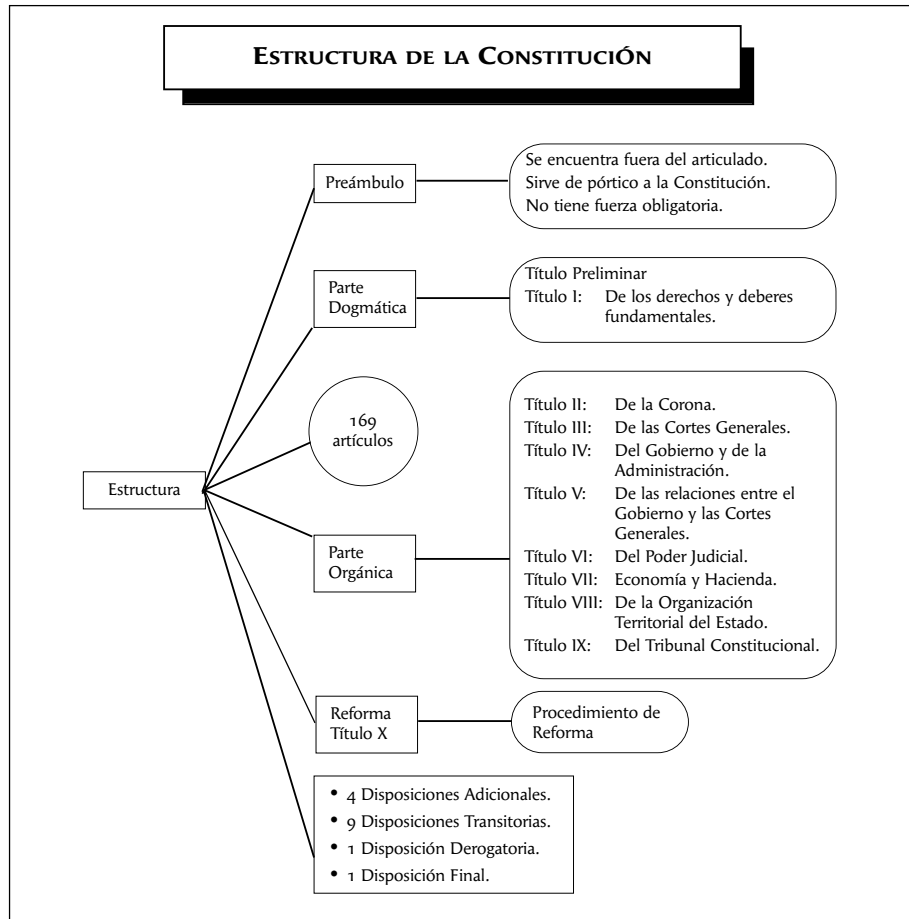 ESTRUCTURA DE LA CONSTITUCIÓN
Preámbulo
Se encuentra fuera del articulado.
Sirve de pórtico a la Constitución.
No tiene fuerza obligatoria.
Parte
Dogmática
Título Preliminar
Título I: De los derechos y deberes
fundamentales.
169
artículos
Estructura
Parte
Orgánica
Título II: De la Corona.
Título III: De las Cortes Generales.
Título IV: Del Gobierno y de la
Administración.
Título V: De las relaciones entre el
Gobierno y las Cortes
Generales.
Título VI: Del Poder Judicial.
Título VII: Economía y Hacienda.
Título VIII: De la Organización
Territorial del Estado.
Título IX: Del Tribunal Constitucional.
Reforma
Título X
Procedimiento de
Reforma
• 4 Disposiciones Adicionales.
• 9 Disposiciones Transitorias.
• 1 Disposición Derogatoria.
• 1 Disposición Final.